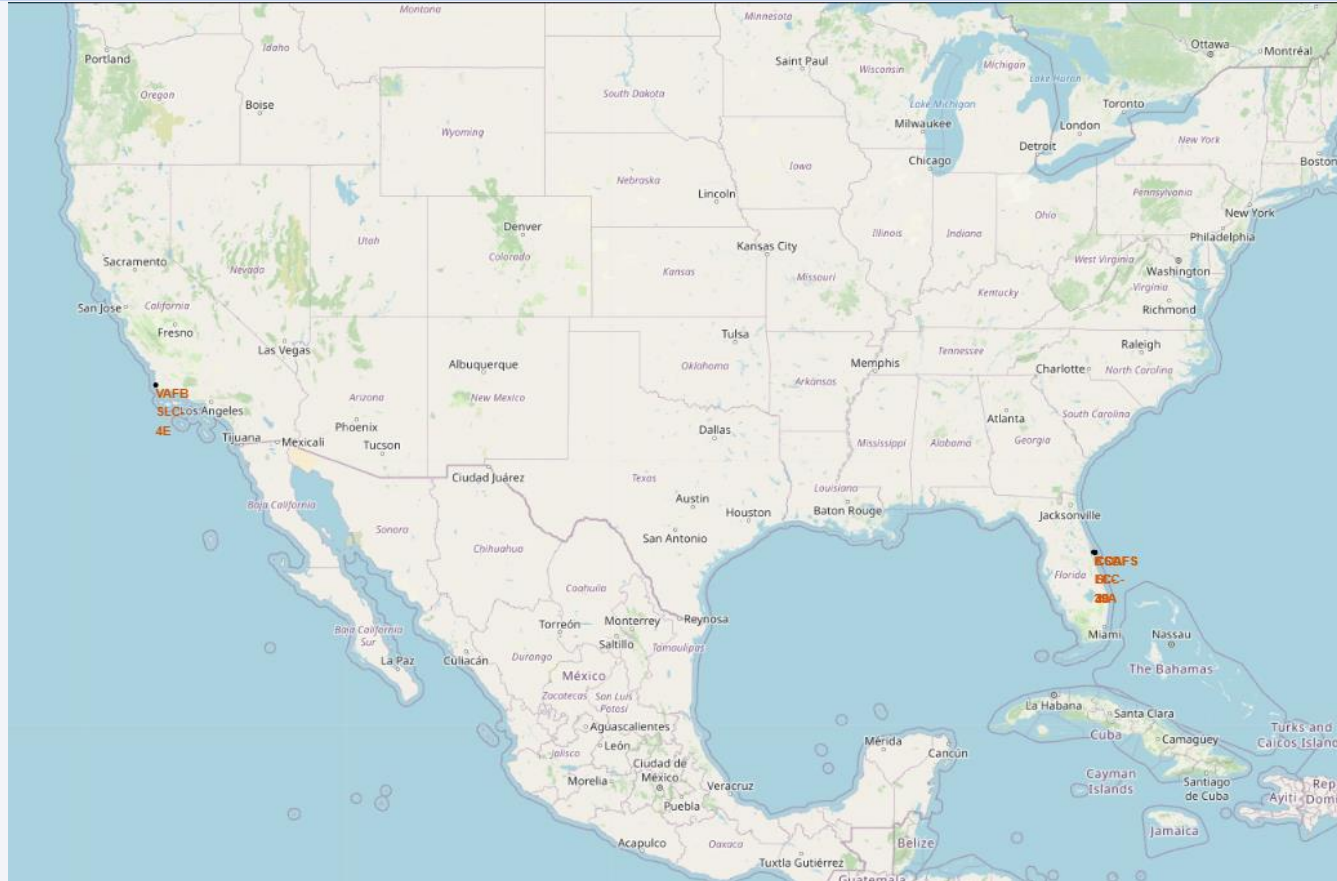 Montana
Minnesota
Portland
Idaho
Saint Paul
Wisconsin
Michigan
Ottawa
Montréal
Oregon
Boise
South Dakota
Lake Huron
Lake Michigan
Toronto
Wyoming
Milwaukee
London
Detroit
New York
Chicago
Boston
Iowa
Nebraska
Lincoln
Pennsylvania
New York
Denver
Utah
Colorado
Kansas City
Illinois
Indiana
Ohio
Philadelphia
Sacramento
Nevada
Kansas
Missouri
West Virginia
Washington
Virginia
San Jose
California
Kentucky
Richmond
Fresno
Las Vegas
Tulsa
Raleigh
Albuquerque
Oklahoma
Memphis
Tennessee
Charlotte
North Carolina
VAFB
SLC-
4E
Los Angeles
Arizona
New Mexico
Arkansas
Phoenix
Atlanta
South Carolina
Tijuana
Mexicali
Tucson
Dallas
Mississippi
Alabama
Georgia
Ciudad Juárez
Texas
Louisiana
Baja California
Austin
Houston
Baton Rouge
Jacksonville
Sonora
San Antonio
Chihuahua
Florida
Coahuila
Torreón
Monterrey
Reynosa
Baja California
Sur
Saltillo
Tamaulipas
Miami
Nassau
La Paz
Culiacán
Durango
México
The Bahamas
Zacatecas
San Luis
Potosí
La Habana
Santa Clara
Aguascalientes
Cuba
Camaguey
Turks and
Jalisco
León
Mérida
Cancún
Ciudad de
México
Cayman
Islands
Santiago
de Cuba
Morelia
Veracruz
Puebla
Ayiti
Jamaica
Acapulco
Oaxaca
Belize
Tuxtla Gutiérrez
Guatemala